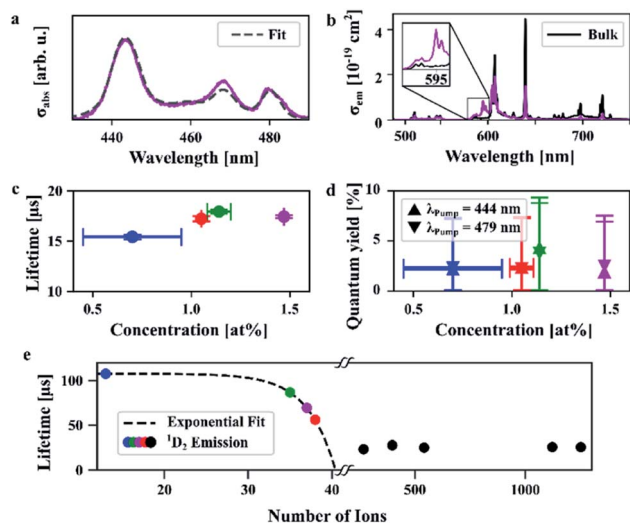 a
b
Fit
Bulk
595
σabs [arb. u.]
σem [10⁻¹⁹ cm²]
4
2
0
440
460
480
500
600
700
Wavelength [nm]
Wavelength [nm]
c
d
Lifetime [µs]
20
15
10
Quantum yield [%]
10
5
0
λPump = 444 nm
λPump = 479 nm
0.5
1.0
1.5
0.5
1.0
1.5
Concentration [at%]
Concentration [at%]
e
Lifetime [µs]
100
50
0
Exponential Fit
¹D₂ Emission
20
30
40
500
1000
Number of Ions